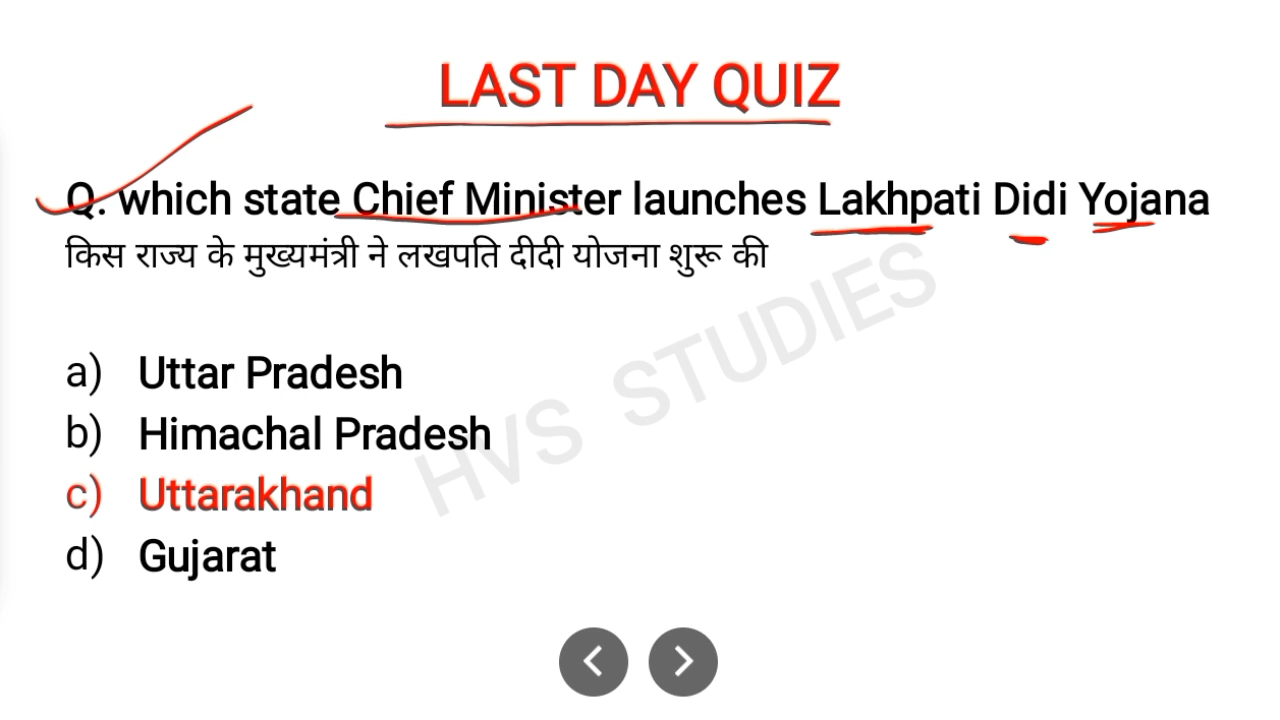 LAST DAY QUIZ
Q. which state Chief Minister launches Lakhpati Didi Yojana
किस राज्य के मुख्यमंत्री ने लखपति दीदी योजना शुरू की
a) Uttar Pradesh
b) Himachal Pradesh
c) Uttarakhand
d) Gujarat
HVS STUDIES